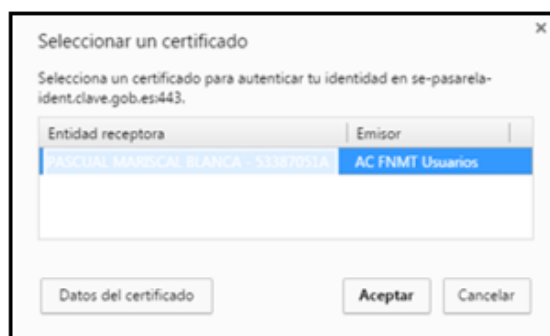 Seleccionar un certificado
Selecciona un certificado para autenticar tu identidad en se-pasarela-
ident.clave.gob.es:443.
Entidad receptora Emisor
PASCUAL MARISCAL BLANCA - 53387051A AC FNMT Usuarios
Datos del certificado Aceptar Cancelar